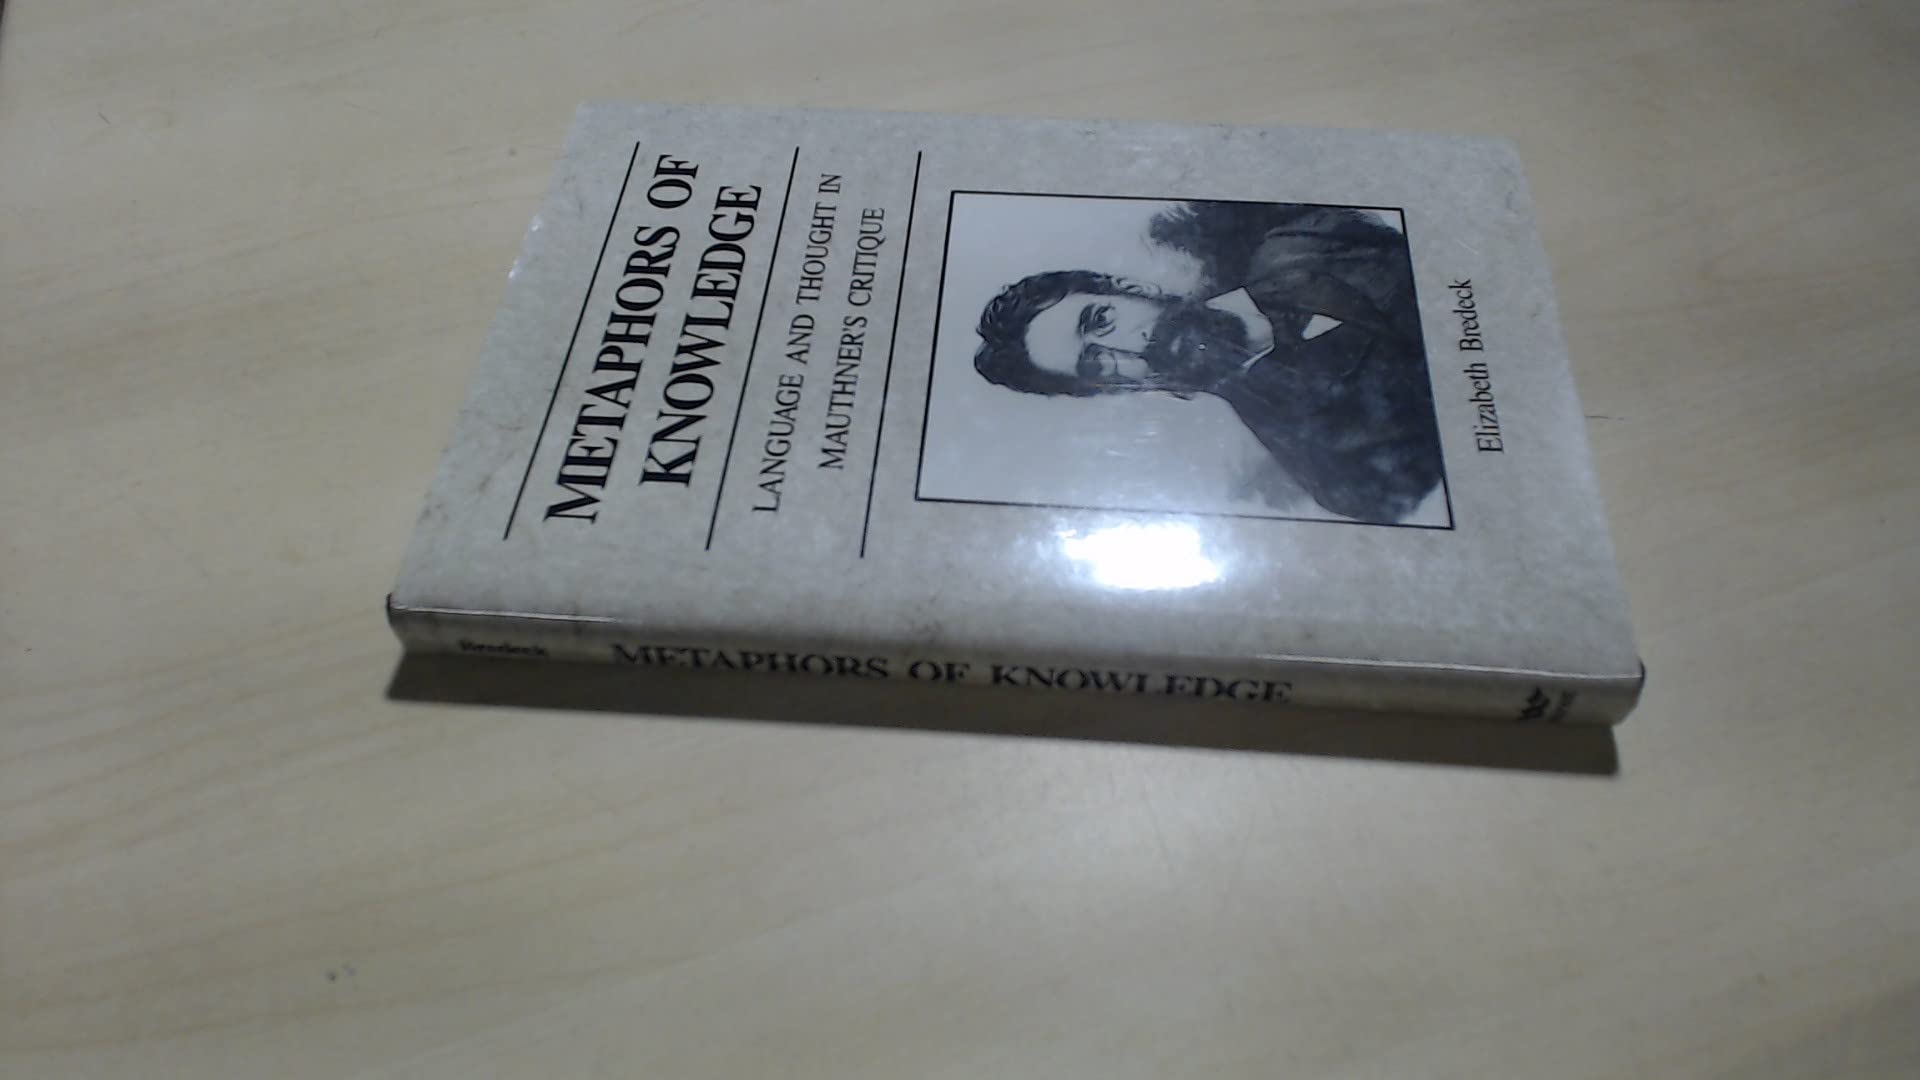 METAPHORS OF
KNOWLEDGE
LANGUAGE AND THOUGHT IN
MAUTHNER'S CRITIQUE
Elizabeth Bredeck
Bredeck
METAPHORS OF KNOWLEDGE